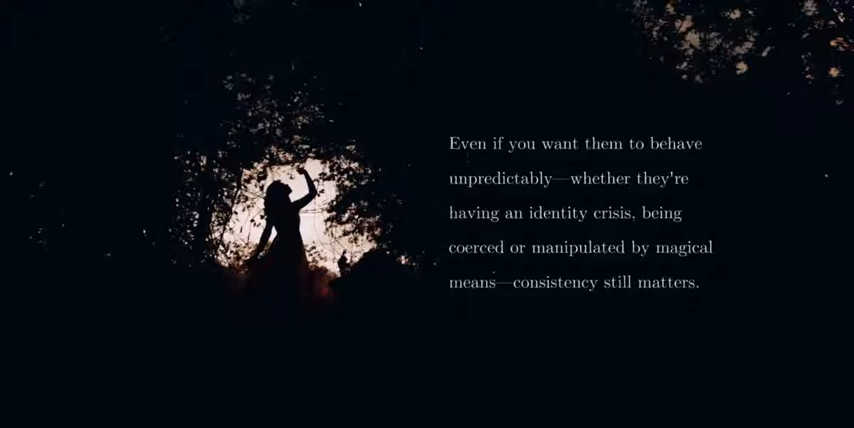 Even if you want them to behave
unpredictably—whether they're
having an identity crisis, being
coerced or manipulated by magical
means—consistency still matters.